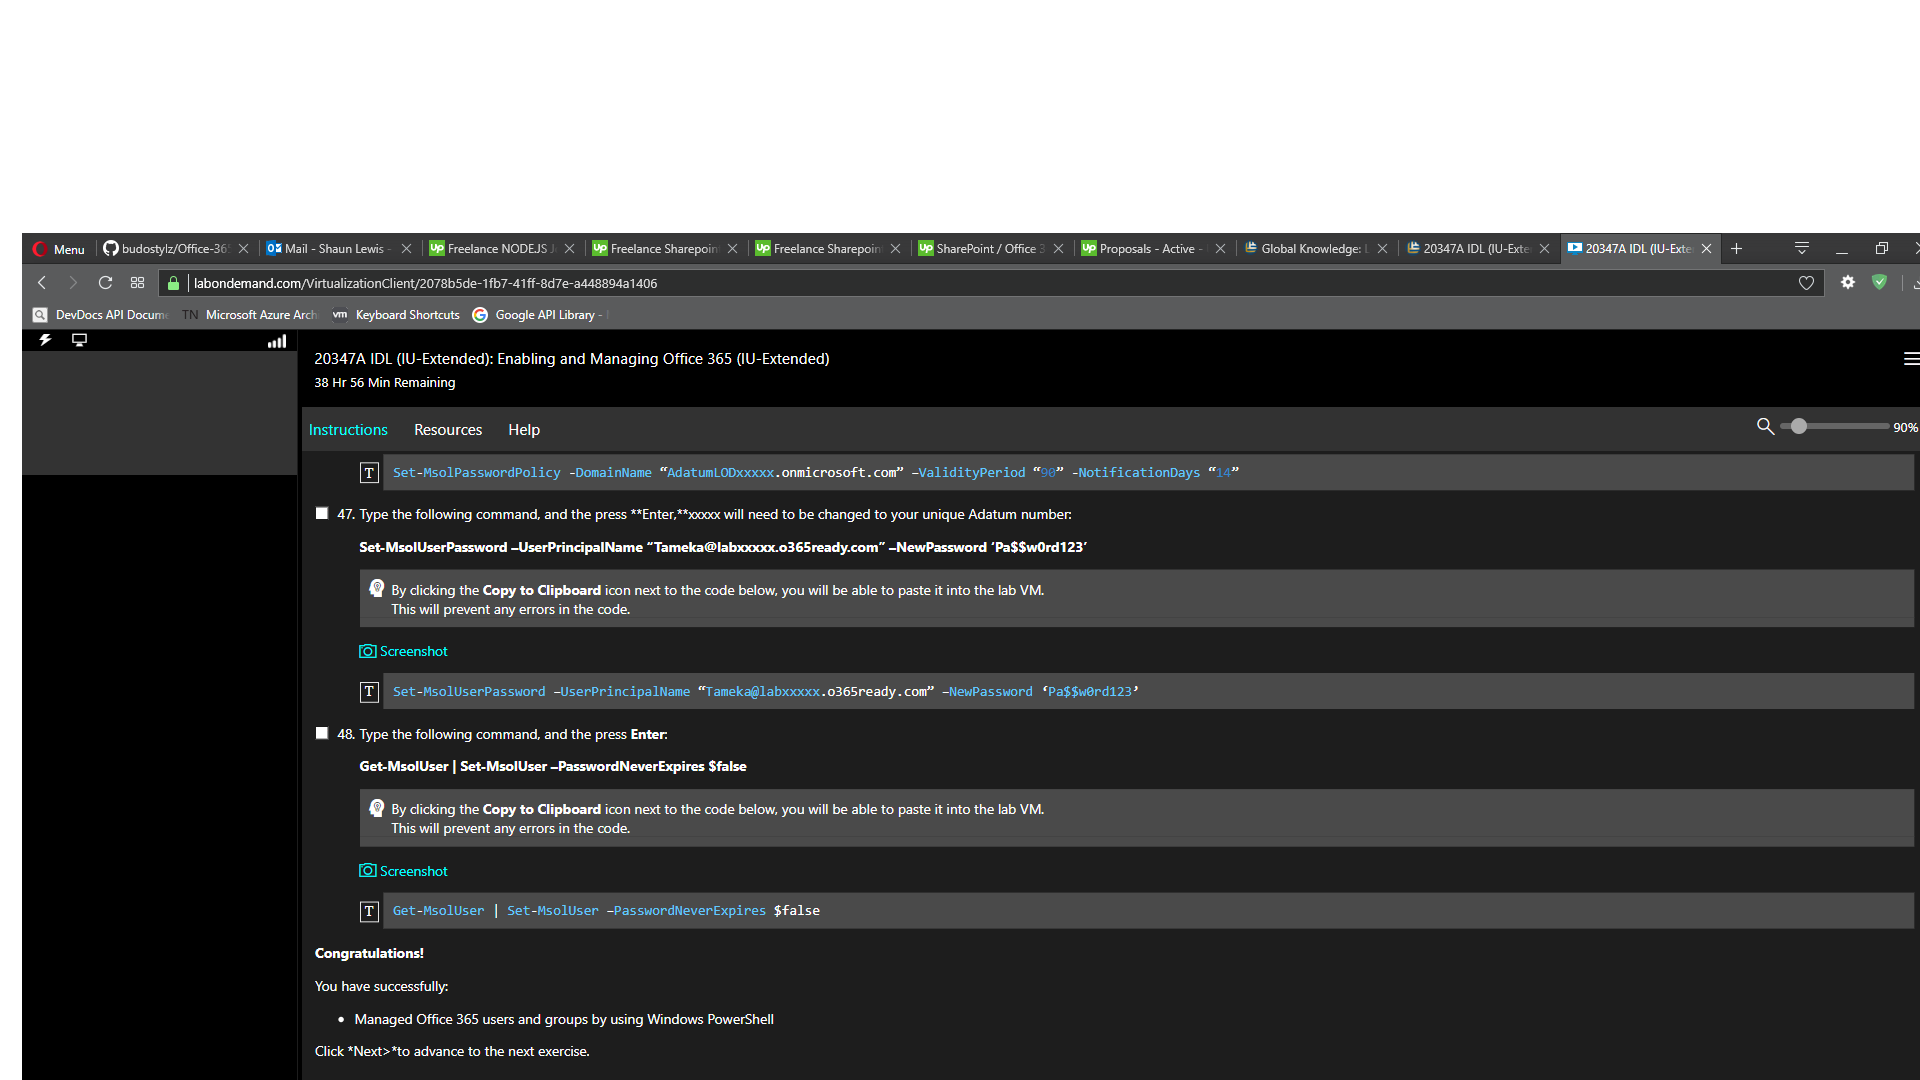 Menu
budostylz/Office-365
Mail - Shaun Lewis -
Up Freelance NODEJS J
Up Freelance Sharepoin
Up Freelance Sharepoint
Up SharePoint / Office 3
Up Proposals - Active -
Global Knowledge: L
20347A IDL (IU-Exte
20347A IDL (IU-Exte
labondemand.com/VirtualizationClient/2078b5de-1fb7-41ff-8d7e-a448894a1406
DevDocs API Docume
TN Microsoft Azure Arch
vm Keyboard Shortcuts
Google API Library -
20347A IDL (IU-Extended): Enabling and Managing Office 365 (IU-Extended)
38 Hr 56 Min Remaining
Instructions Resources Help
90%
T Set-MsolPasswordPolicy -DomainName “AdatumLODxxxxx.onmicrosoft.com” –ValidityPeriod “90” -NotificationDays “14”
47. Type the following command, and the press **Enter,**xxxxx will need to be changed to your unique Adatum number:
Set-MsolUserPassword –UserPrincipalName “Tameka@labxxxxx.o365ready.com” –NewPassword ‘Pa$$w0rd123’
By clicking the Copy to Clipboard icon next to the code below, you will be able to paste it into the lab VM.
This will prevent any errors in the code.
Screenshot
T Set-MsolUserPassword –UserPrincipalName “Tameka@labxxxxx.o365ready.com” –NewPassword ‘Pa$$w0rd123’
48. Type the following command, and the press Enter:
Get-MsolUser | Set-MsolUser –PasswordNeverExpires $false
By clicking the Copy to Clipboard icon next to the code below, you will be able to paste it into the lab VM.
This will prevent any errors in the code.
Screenshot
T Get-MsolUser | Set-MsolUser –PasswordNeverExpires $false
Congratulations!
You have successfully:
• Managed Office 365 users and groups by using Windows PowerShell
Click *Next>*to advance to the next exercise.